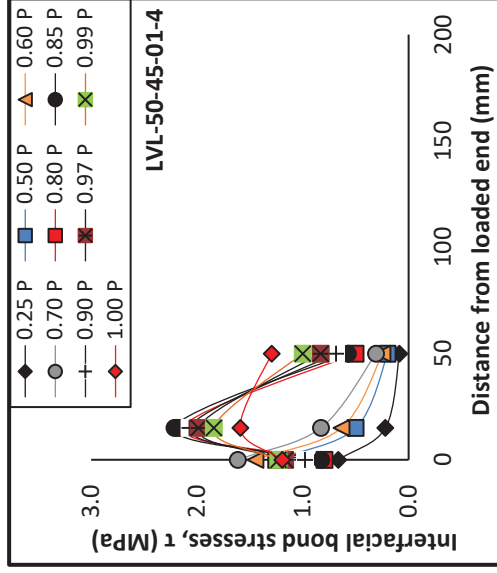 0.25 P 0.50 P 0.60 P
0.70 P 0.80 P 0.85 P
0.90 P 0.97 P 0.99 P
1.00 P
LVL-50-45-01-4
Interfacial bond stresses, τ (MPa)
3.0
2.0
1.0
0.0
0 50 100 150 200
Distance from loaded end (mm)